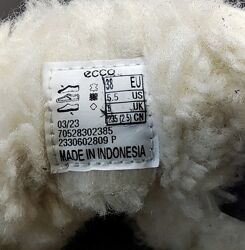 ecco
38 EU
5.5 US
5 UK
235 (2.5) CN
03/23
70528302385
2330602809 P
MADE IN INDONESIA